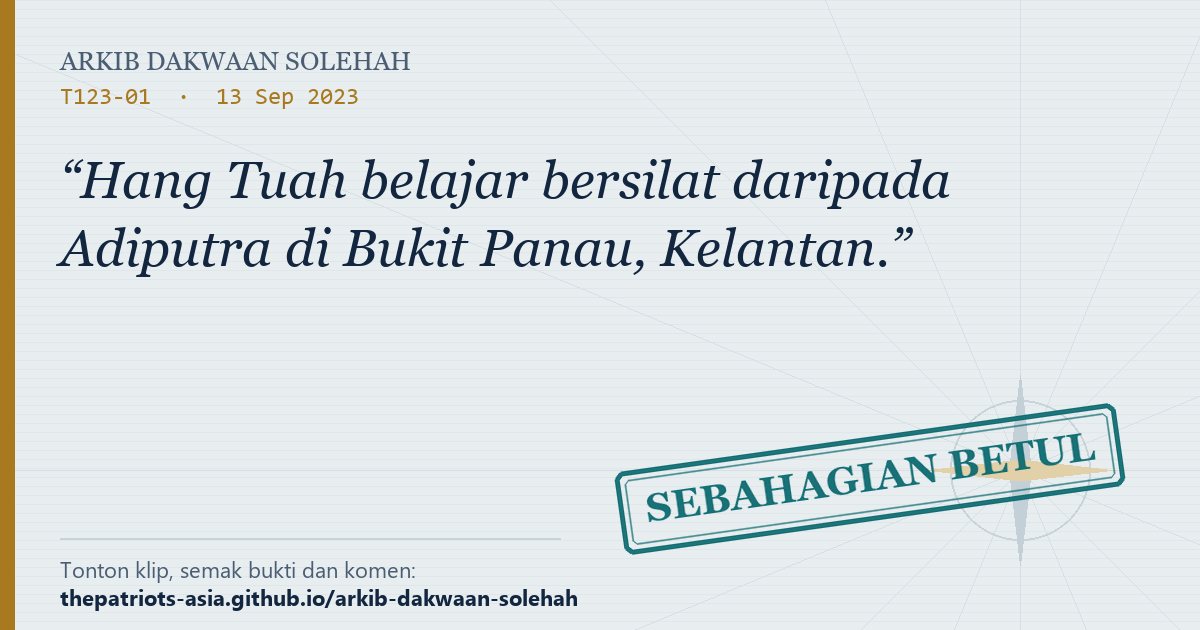 ARKIB DAKWAAN SOLEHAH
T123-01 · 13 Sep 2023
“Hang Tuah belajar bersilat daripada
Adiputra di Bukit Panau, Kelantan.”
SEBAHAGIAN BETUL
Tonton klip, semak bukti dan komen:
thepatriots-asia.github.io/arkib-dakwaan-solehah